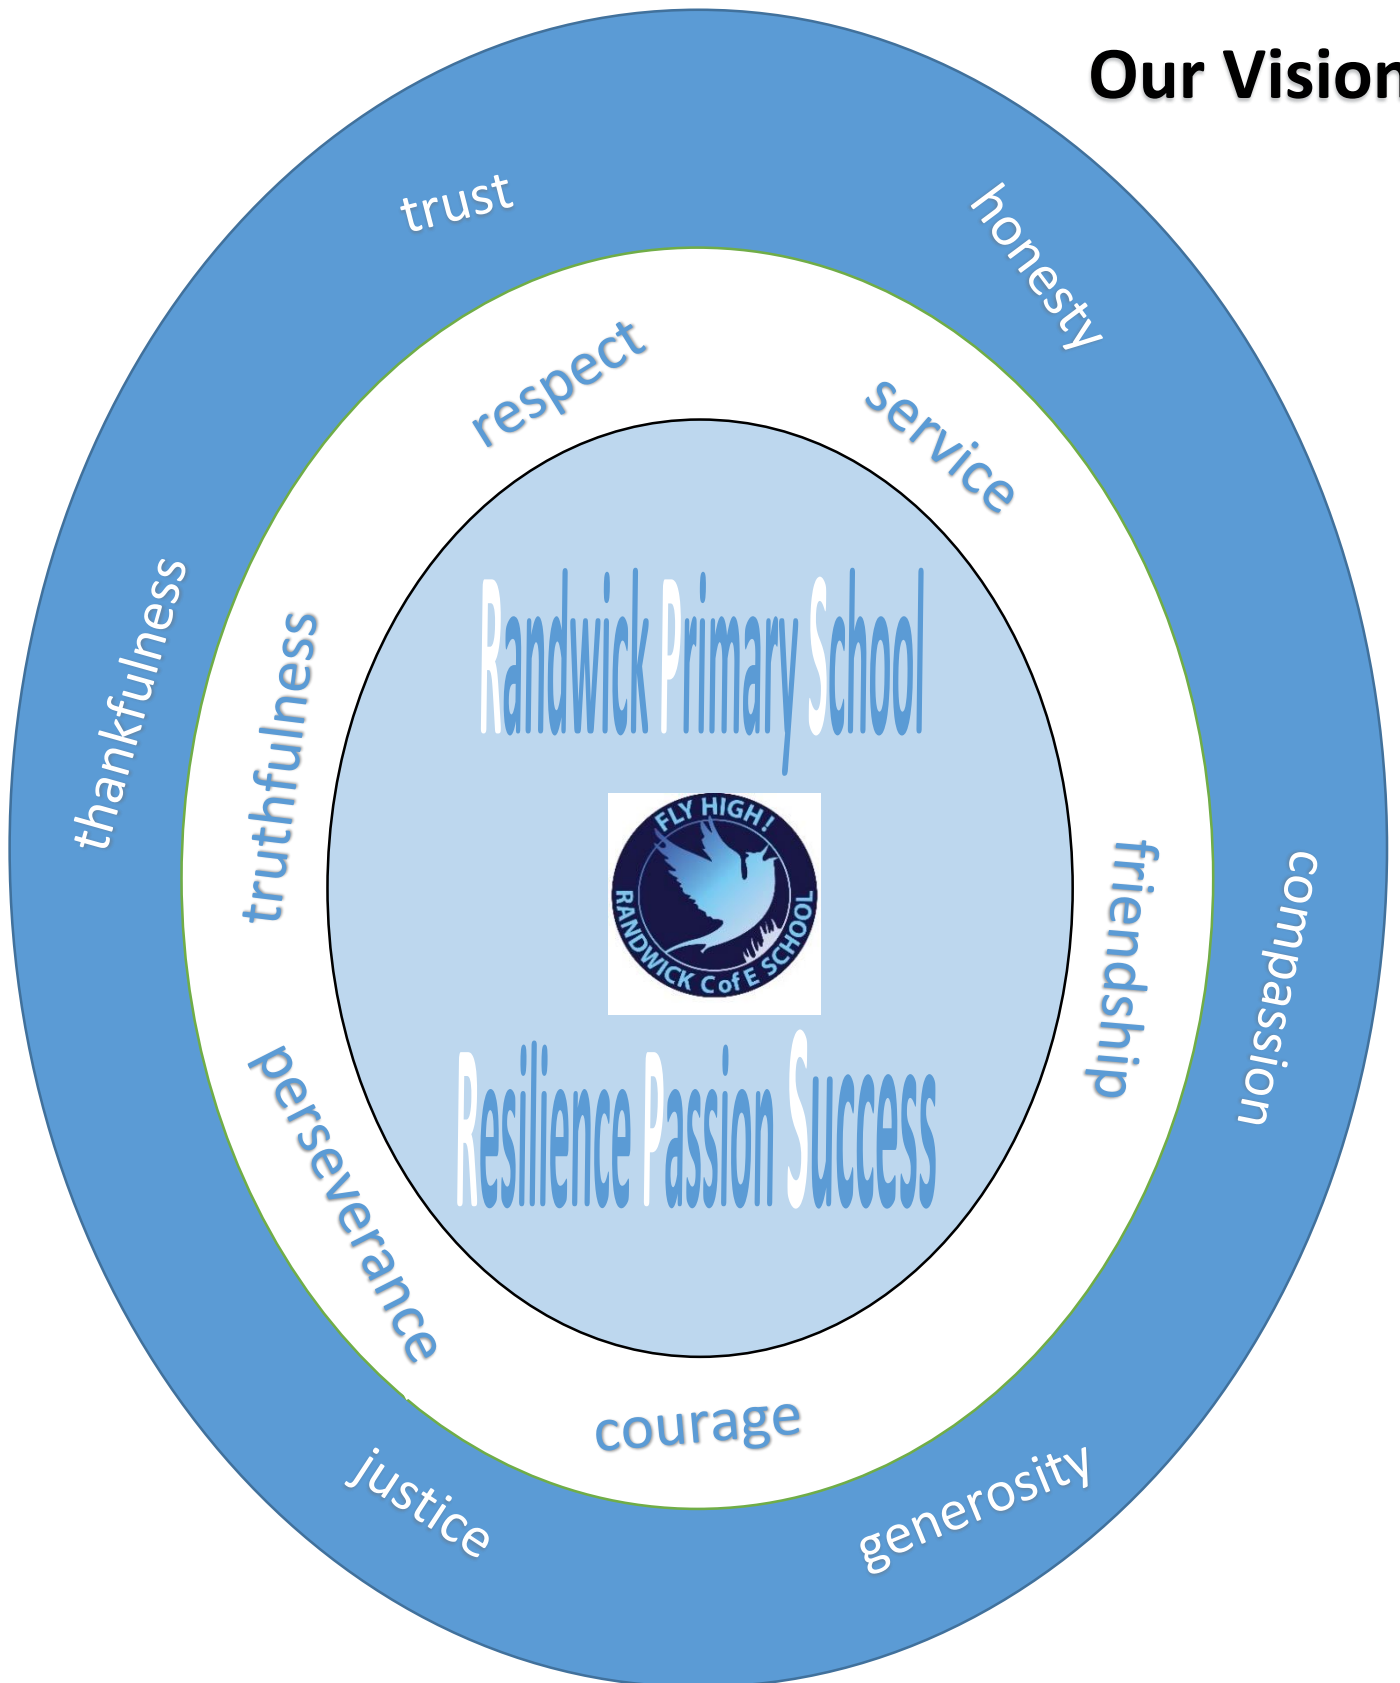 Our Vision
trust
honesty
respect
service
thankfulness
truthfulness
Randwick Primary School
FLY HIGH!
RANDWICK C of E SCHOOL
friendship
compassion
Resilience Passion Success
perseverance
courage
justice
generosity